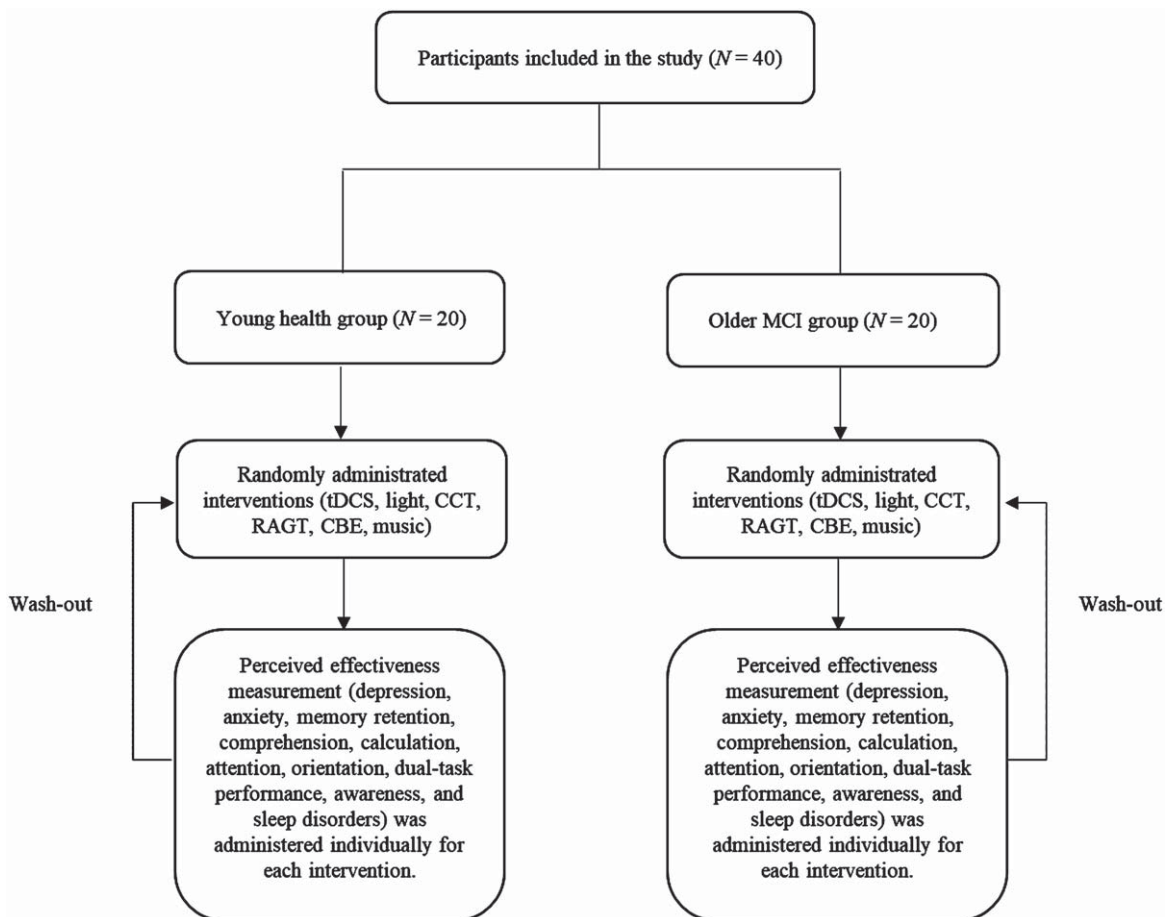 Participants included in the study (N = 40)
Young health group (N = 20)
Older MCI group (N = 20)
Randomly administrated
interventions (tDCS, light, CCT,
RAGT, CBE, music)
Randomly administrated
interventions (tDCS, light, CCT,
RAGT, CBE, music)
Wash-out
Wash-out
Perceived effectiveness
measurement (depression,
anxiety, memory retention,
comprehension, calculation,
attention, orientation, dual-task
performance, awareness, and
sleep disorders) was
administered individually for
each intervention.
Perceived effectiveness
measurement (depression,
anxiety, memory retention,
comprehension, calculation,
attention, orientation, dual-task
performance, awareness, and
sleep disorders) was
administered individually for
each intervention.